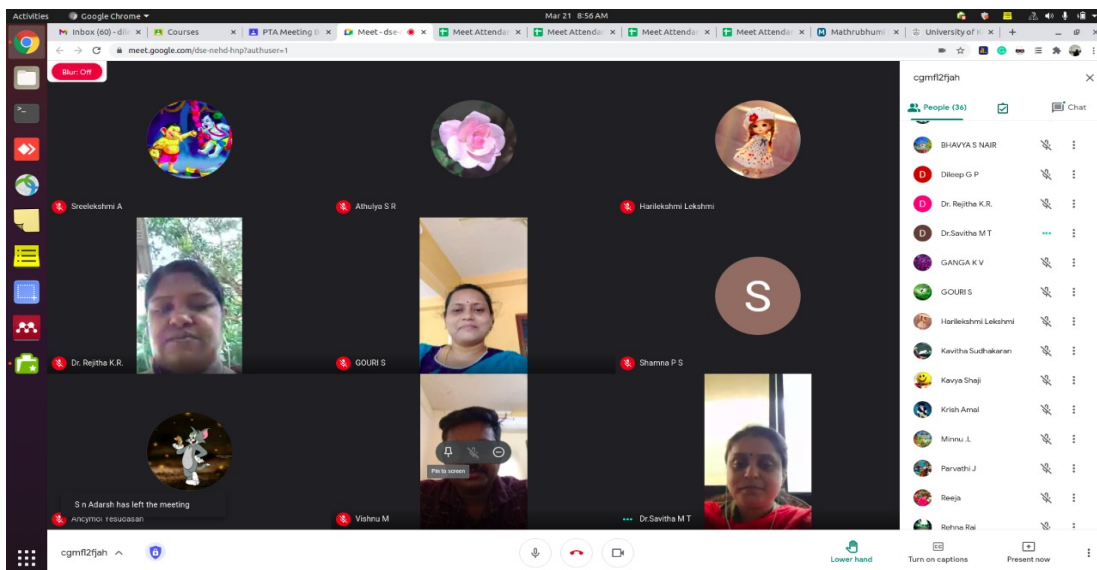 Activities
Google Chrome
Mar 21 8:56 AM
Inbox (60) - dile
Courses
PTA Meeting
Meet - dse-
Meet Attendan
Meet Attendan
Meet Attendan
Meet Attendan
Mathrubhumi
University of
meet.google.com/dse-nehd-hnp?authuser=1
Blur: Off
Sreelekshmi A
Athulya S R
Harilekshmi Lekshmi
Dr. Rejitha K.R.
GOURI S
S
Shamna P S
Pin to screen
S n Adarsh has left the meeting
Ancymol Yesudasan
Vishnu M
Dr.Savitha M T
cgmfl2fjah
People (36)
Chat
BHAVYA S NAIR
D
Dileep G P
D
Dr. Rejitha K.R.
D
Dr.Savitha M T
GANGA K V
GOURI S
Harilekshmi Lekshmi
Kavitha Sudhakaran
Kavya Shaji
Krish Amal
Minnu .L
Parvathi J
Reeja
Rehna Raj
cgmfl2fjah
Lower hand
Turn on captions
Present now